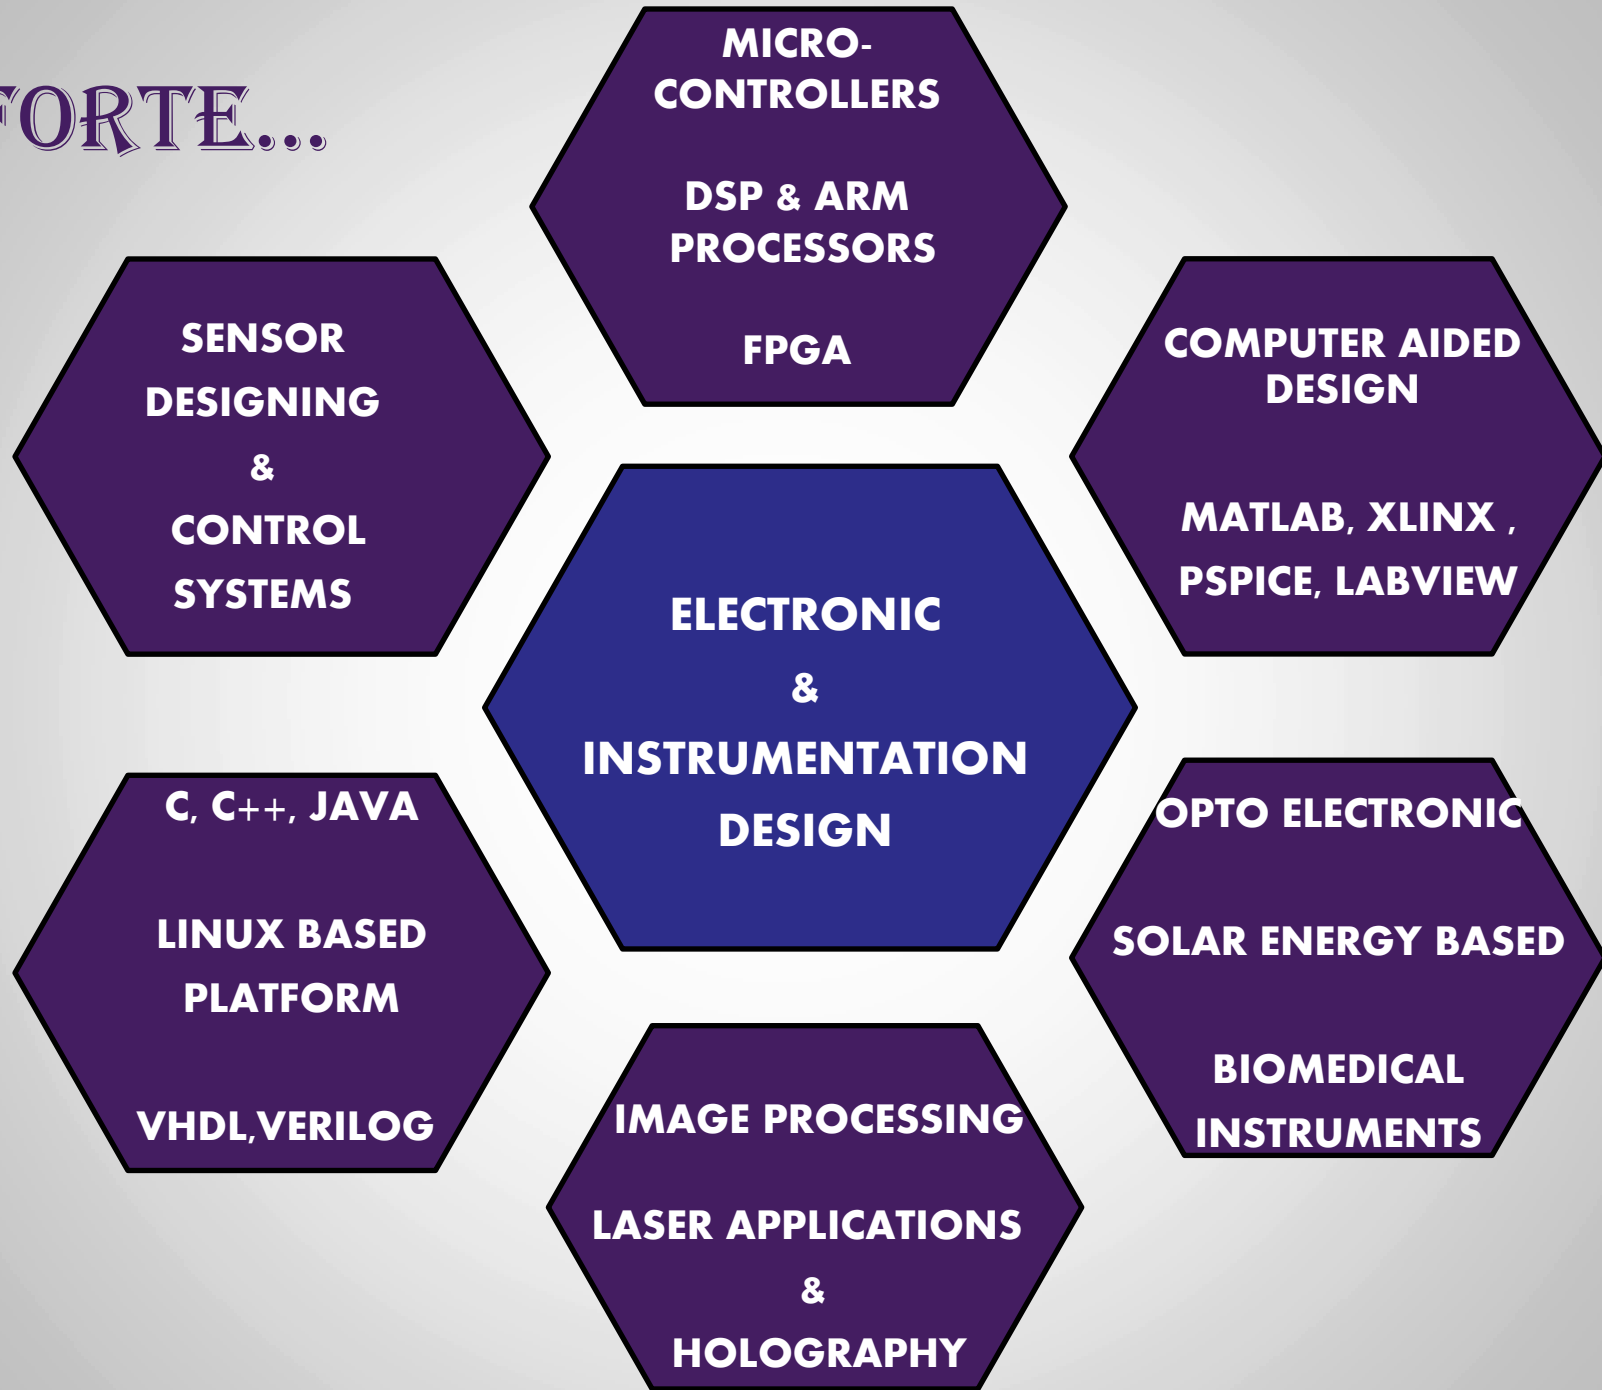 FORTE...
MICRO-
CONTROLLERS
DSP & ARM
PROCESSORS
FPGA
SENSOR
DESIGNING
&
CONTROL
SYSTEMS
COMPUTER AIDED
DESIGN
MATLAB, XLINX ,
PSPICE, LABVIEW
ELECTRONIC
&
INSTRUMENTATION
DESIGN
C, C++, JAVA
LINUX BASED
PLATFORM
VHDL,VERILOG
OPTO ELECTRONIC
SOLAR ENERGY BASED
BIOMEDICAL
INSTRUMENTS
IMAGE PROCESSING
LASER APPLICATIONS
&
HOLOGRAPHY